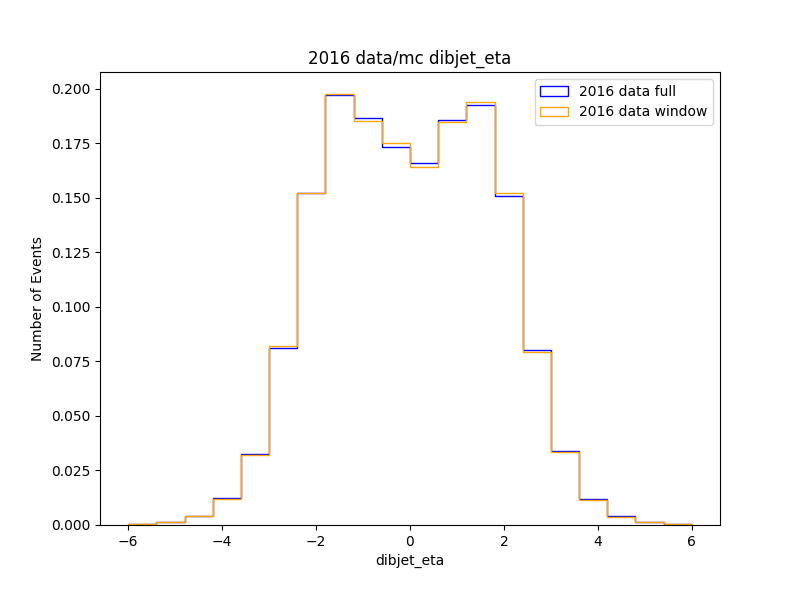 2016 data/mc dibjet_eta
2016 data full
2016 data window
Number of Events
0.200
0.175
0.150
0.125
0.100
0.075
0.050
0.025
0.000
−6 −4 −2 0 2 4 6
dibjet_eta